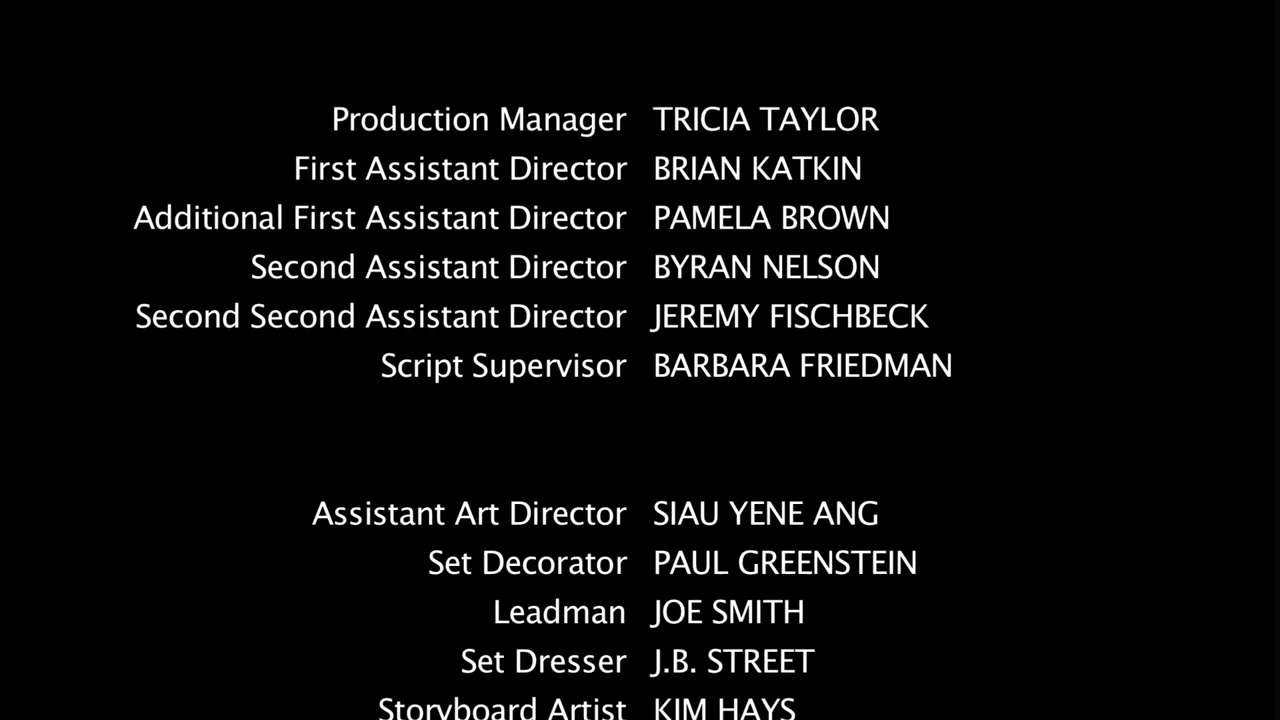 Production Manager TRICIA TAYLOR
First Assistant Director BRIAN KATKIN
Additional First Assistant Director PAMELA BROWN
Second Assistant Director BYRAN NELSON
Second Second Assistant Director JEREMY FISCHBECK
Script Supervisor BARBARA FRIEDMAN
Assistant Art Director SIAU YENE ANG
Set Decorator PAUL GREENSTEIN
Leadman JOE SMITH
Set Dresser J.B. STREET
Storyboard Artist KIM HAYS